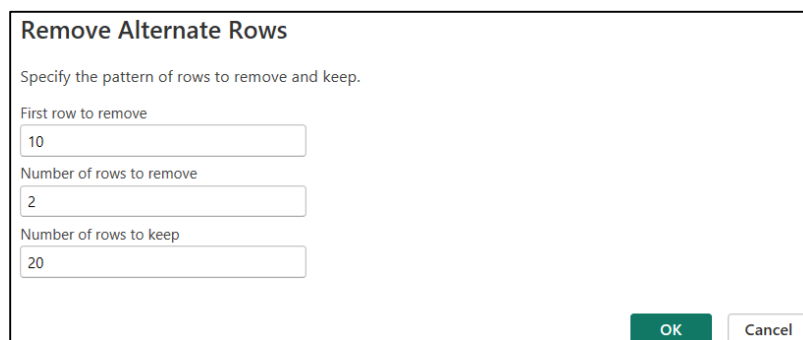 Remove Alternate Rows
Specify the pattern of rows to remove and keep.
First row to remove
10
Number of rows to remove
2
Number of rows to keep
20
OK Cancel